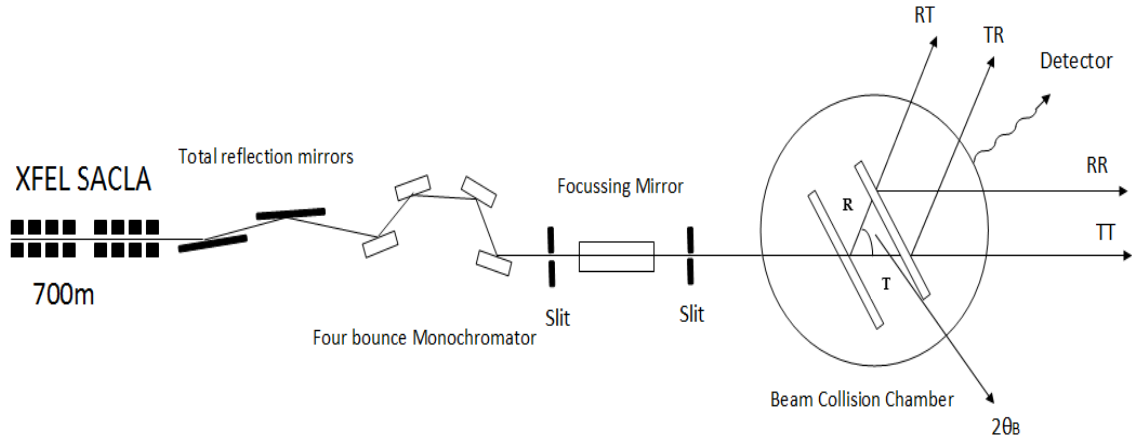 RT
TR
Detector
Total reflection mirrors
XFEL SACLA
Focussing Mirror
RR
R
TT
T
700m
Slit
Slit
Four bounce Monochromator
Beam Collision Chamber
2θB